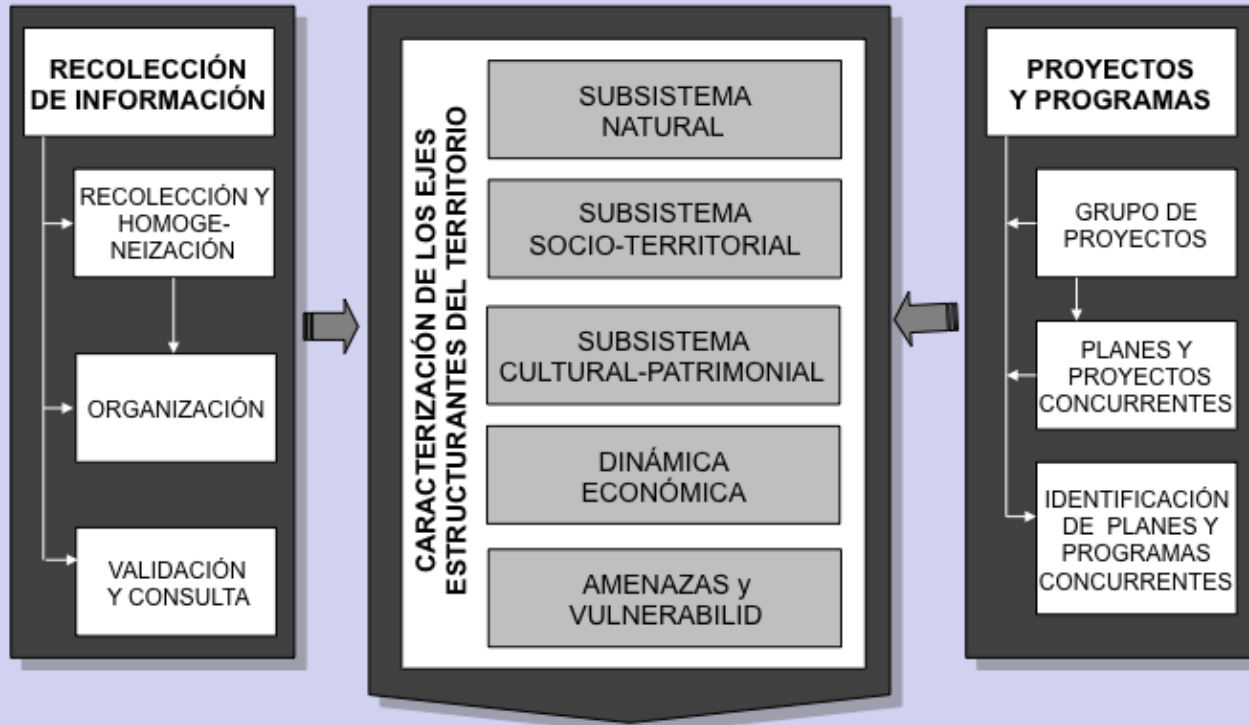 RECOLECCIÓN
DE INFORMACIÓN
RECOLECCIÓN Y
HOMOGE-
NEIZACIÓN
ORGANIZACIÓN
VALIDACIÓN
Y CONSULTA
CARACTERIZACIÓN DE LOS EJES
ESTRUCTURANTES DEL TERRITORIO
SUBSISTEMA
NATURAL
SUBSISTEMA
SOCIO-TERRITORIAL
SUBSISTEMA
CULTURAL-PATRIMONIAL
DINÁMICA
ECONÓMICA
AMENAZAS y
VULNERABILID
PROYECTOS
Y PROGRAMAS
GRUPO DE
PROYECTOS
PLANES Y
PROYECTOS
CONCURRENTES
IDENTIFICACIÓN
DE PLANES Y
PROGRAMAS
CONCURRENTES